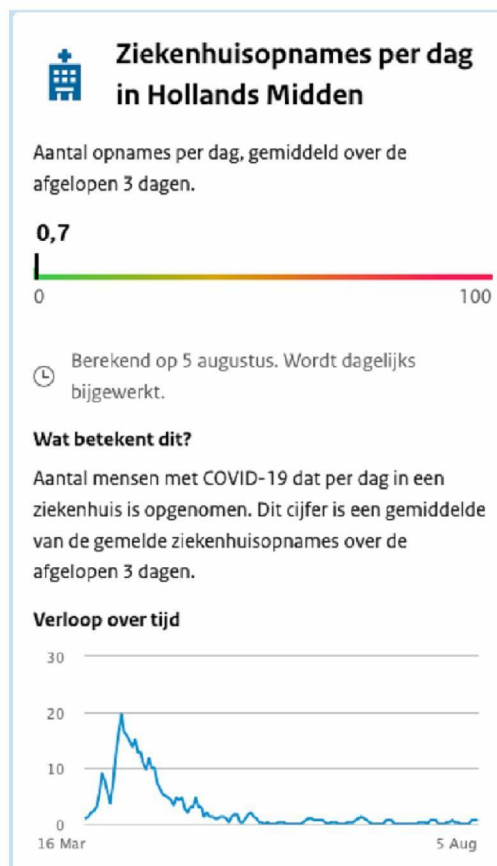 Ziekenhuisopnames per dag
in Hollands Midden
Aantal opnames per dag, gemiddeld over de
afgelopen 3 dagen.
0,7
0 100
Berekend op 5 augustus. Wordt dagelijks
bijgewerkt.
Wat betekent dit?
Aantal mensen met COVID-19 dat per dag in een
ziekenhuis is opgenomen. Dit cijfer is een gemiddelde
van de gemelde ziekenhuisopnames over de
afgelopen 3 dagen.
Verloop over tijd
30
20
10
0
16 Mar 5 Aug